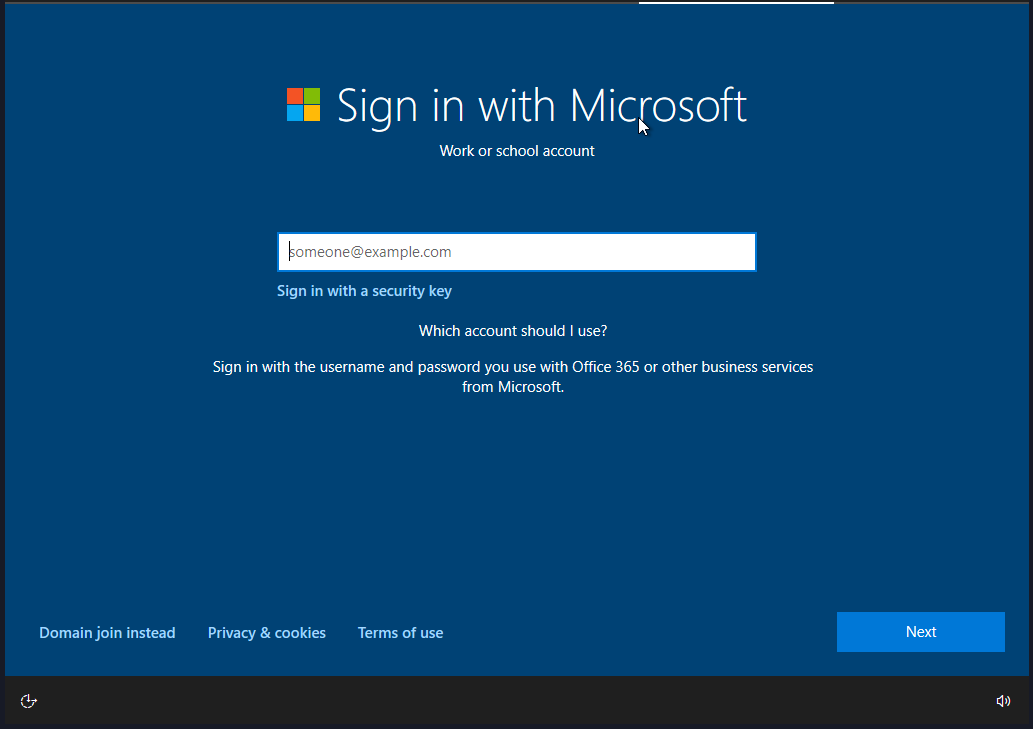 Sign in with Microsoft
Work or school account
someone@example.com
Sign in with a security key
Which account should I use?
Sign in with the username and password you use with Office 365 or other business services
from Microsoft.
Domain join instead
Privacy & cookies
Terms of use
Next